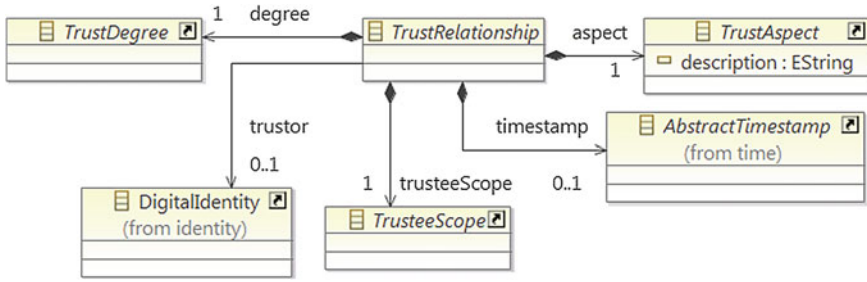 1 degree
TrustDegree
TrustRelationship
aspect
1
TrustAspect
description : EString
trustor
0..1
timestamp
0..1
AbstractTimestamp
(from time)
1 trusteeScope
DigitalIdentity
(from identity)
TrusteeScope